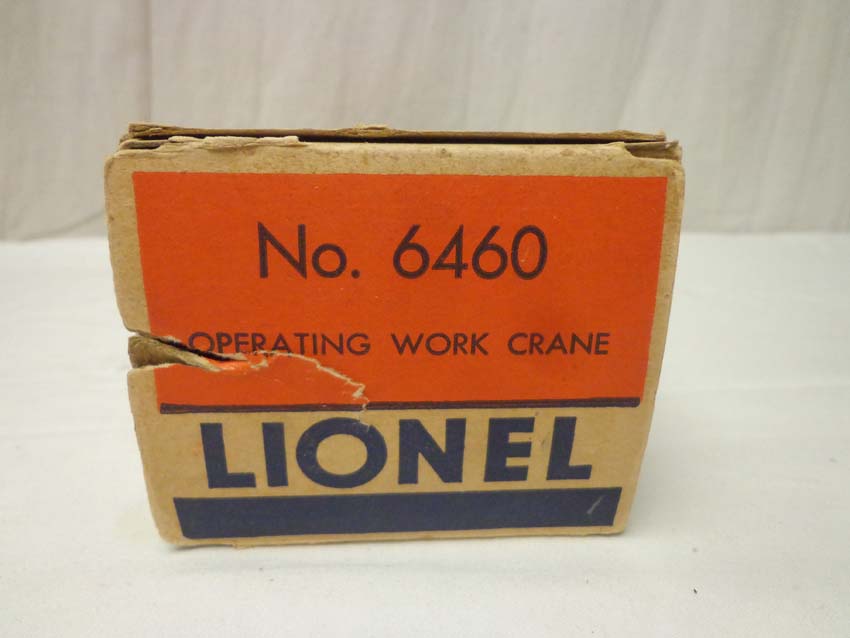 No. 6460
OPERATING WORK CRANE
LIONEL